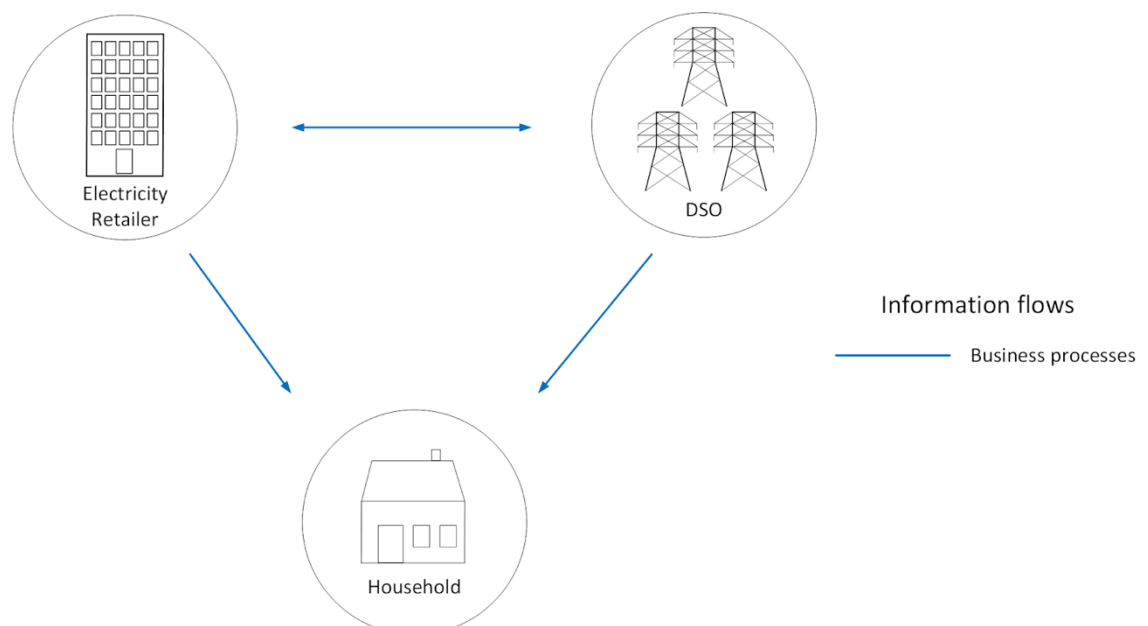 Electricity
Retailer
DSO
Information flows
Business processes
Household